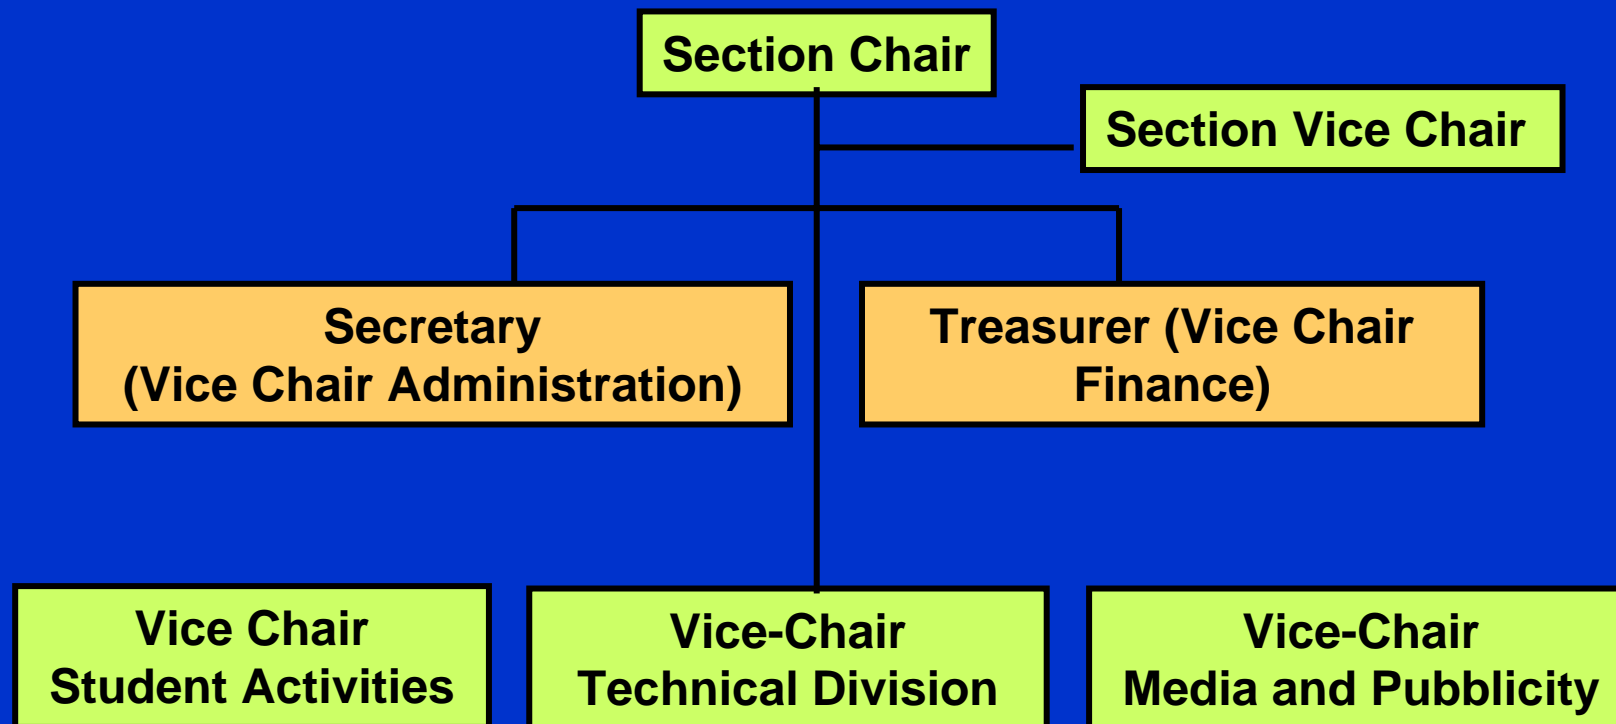 Section Chair
Section Vice Chair
Secretary
(Vice Chair Administration)
Treasurer (Vice Chair
Finance)
Vice Chair
Student Activities
Vice-Chair
Technical Division
Vice-Chair
Media and Pubblicity